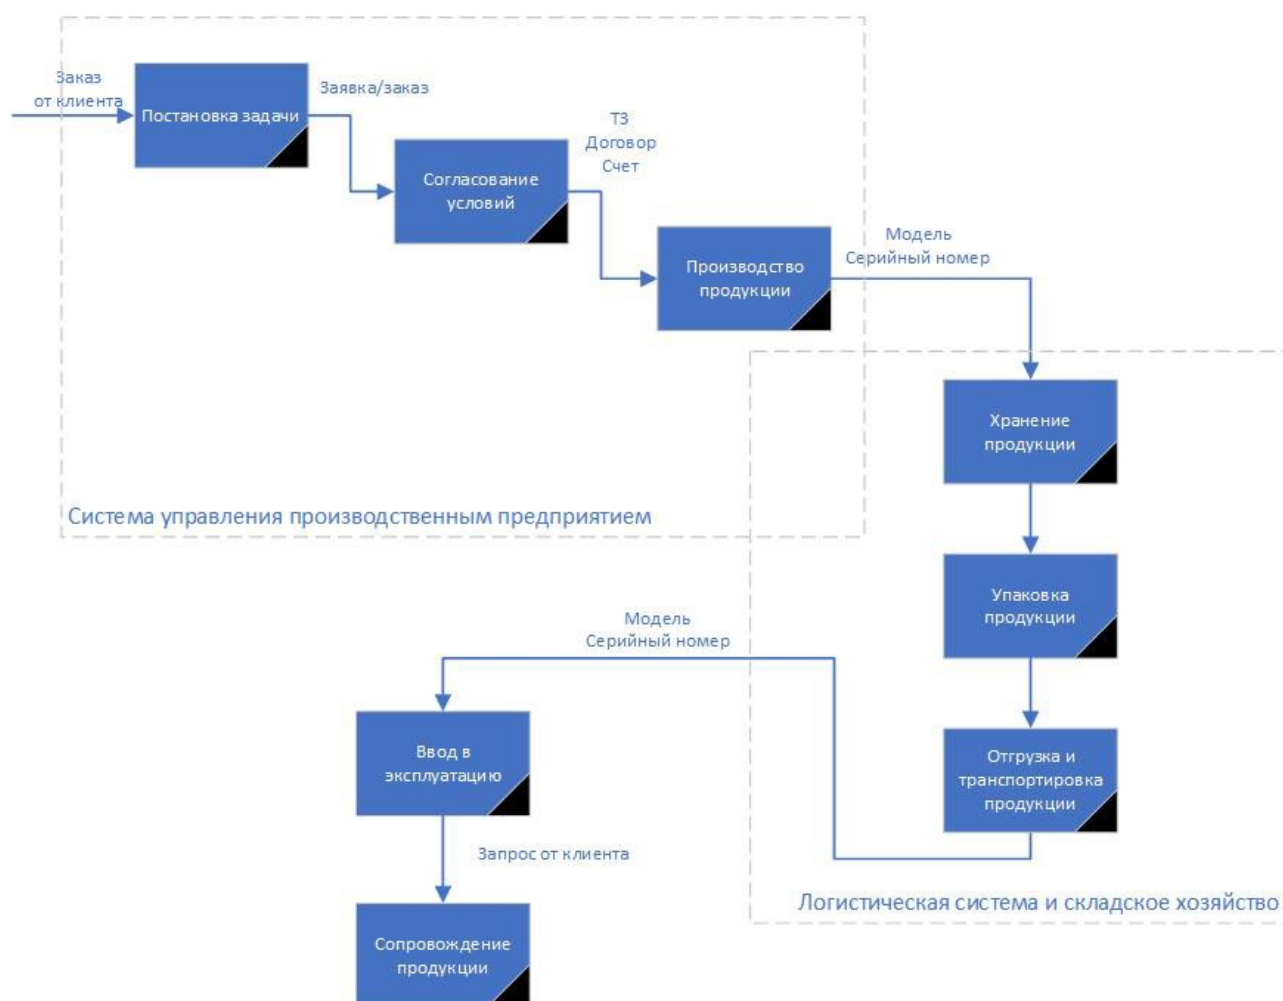 Заказ
от клиента
Постановка задачи
Заявка/заказ
Согласование
условий
ТЗ
Договор
Счет
Производство
продукции
Модель
Серийный номер
Хранение
продукции
Система управления производственным предприятием
Упаковка
продукции
Модель
Серийный номер
Отгрузка и
транспортировка
продукции
Ввод в
эксплуатацию
Запрос от клиента
Логистическая система и складское хозяйство
Сопровождение
продукции